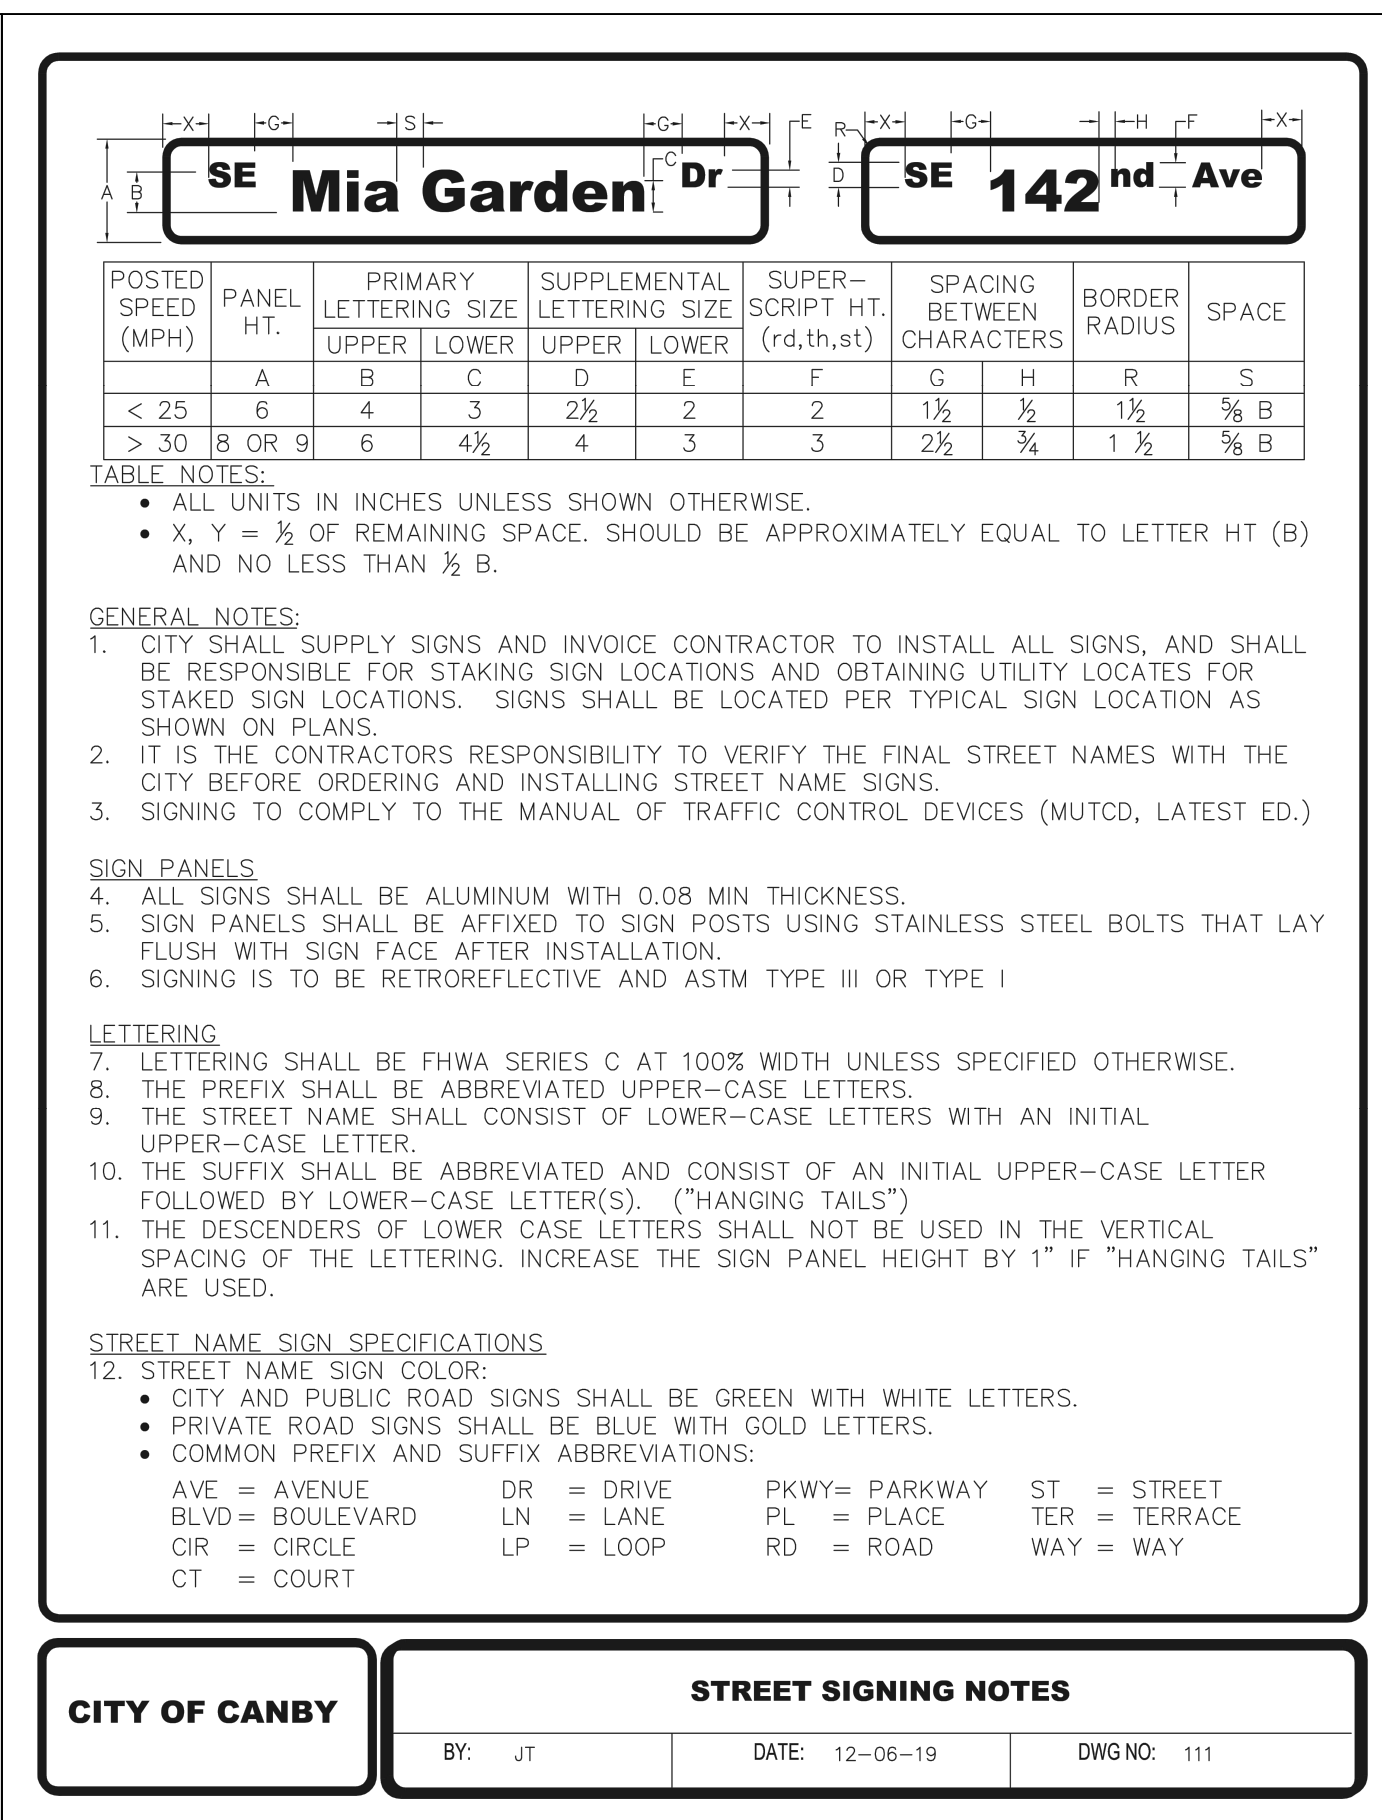 X G S G X E R X G H F X
SE Mia Garden Dr
A B C
SE 142 nd Ave
D
POSTED SPEED (MPH) PANEL HT. PRIMARY LETTERING SIZE SUPPLEMENTAL LETTERING SIZE SUPER-SCRIPT HT. (rd,th,st) SPACING BETWEEN CHARACTERS BORDER RADIUS SPACE
UPPER LOWER UPPER LOWER
A B C D E F G H R S
< 25 6 4 3 2½ 2 2 1½ ½ 1½ ⅝ B
> 30 8 OR 9 6 4½ 4 3 3 2½ ¾ 1 ½ ⅝ B
TABLE NOTES:
• ALL UNITS IN INCHES UNLESS SHOWN OTHERWISE.
• X, Y = ½ OF REMAINING SPACE. SHOULD BE APPROXIMATELY EQUAL TO LETTER HT (B)
AND NO LESS THAN ½ B.
GENERAL NOTES:
1. CITY SHALL SUPPLY SIGNS AND INVOICE CONTRACTOR TO INSTALL ALL SIGNS, AND SHALL
BE RESPONSIBLE FOR STAKING SIGN LOCATIONS AND OBTAINING UTILITY LOCATES FOR
STAKED SIGN LOCATIONS. SIGNS SHALL BE LOCATED PER TYPICAL SIGN LOCATION AS
SHOWN ON PLANS.
2. IT IS THE CONTRACTORS RESPONSIBILITY TO VERIFY THE FINAL STREET NAMES WITH THE
CITY BEFORE ORDERING AND INSTALLING STREET NAME SIGNS.
3. SIGNING TO COMPLY TO THE MANUAL OF TRAFFIC CONTROL DEVICES (MUTCD, LATEST ED.)
SIGN PANELS
4. ALL SIGNS SHALL BE ALUMINUM WITH 0.08 MIN THICKNESS.
5. SIGN PANELS SHALL BE AFFIXED TO SIGN POSTS USING STAINLESS STEEL BOLTS THAT LAY
FLUSH WITH SIGN FACE AFTER INSTALLATION.
6. SIGNING IS TO BE RETROREFLECTIVE AND ASTM TYPE III OR TYPE I
LETTERING
7. LETTERING SHALL BE FHWA SERIES C AT 100% WIDTH UNLESS SPECIFIED OTHERWISE.
8. THE PREFIX SHALL BE ABBREVIATED UPPER-CASE LETTERS.
9. THE STREET NAME SHALL CONSIST OF LOWER-CASE LETTERS WITH AN INITIAL
UPPER-CASE LETTER.
10. THE SUFFIX SHALL BE ABBREVIATED AND CONSIST OF AN INITIAL UPPER-CASE LETTER
FOLLOWED BY LOWER-CASE LETTER(S). ("HANGING TAILS")
11. THE DESCENDERS OF LOWER CASE LETTERS SHALL NOT BE USED IN THE VERTICAL
SPACING OF THE LETTERING. INCREASE THE SIGN PANEL HEIGHT BY 1" IF "HANGING TAILS"
ARE USED.
STREET NAME SIGN SPECIFICATIONS
12. STREET NAME SIGN COLOR:
• CITY AND PUBLIC ROAD SIGNS SHALL BE GREEN WITH WHITE LETTERS.
• PRIVATE ROAD SIGNS SHALL BE BLUE WITH GOLD LETTERS.
• COMMON PREFIX AND SUFFIX ABBREVIATIONS:
AVE = AVENUE DR = DRIVE PKWY= PARKWAY ST = STREET
BLVD = BOULEVARD LN = LANE PL = PLACE TER = TERRACE
CIR = CIRCLE LP = LOOP RD = ROAD WAY = WAY
CT = COURT
CITY OF CANBY
STREET SIGNING NOTES
BY: JT DATE: 12-06-19 DWG NO: 111